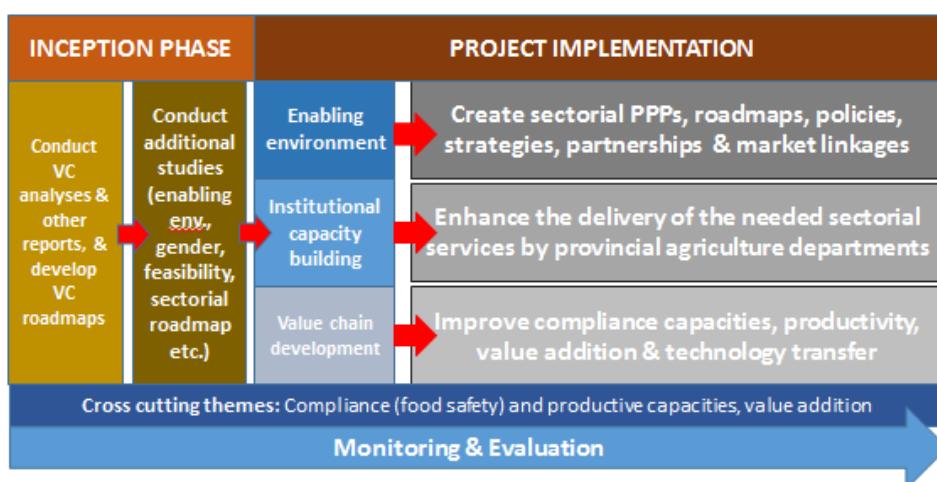 INCEPTION PHASE
PROJECT IMPLEMENTATION
Conduct
VC
analyses &
other
reports, &
develop
VC
roadmaps
Conduct
additional
studies
(enabling
env.,
gender,
feasibility,
sectorial
roadmap
etc.)
Enabling
environment
Create sectorial PPPs, roadmaps, policies,
strategies, partnerships & market linkages
Institutional
capacity
building
Enhance the delivery of the needed sectorial
services by provincial agriculture departments
Value chain
development
Improve compliance capacities, productivity,
value addition & technology transfer
Cross cutting themes: Compliance (food safety) and productive capacities, value addition
Monitoring & Evaluation